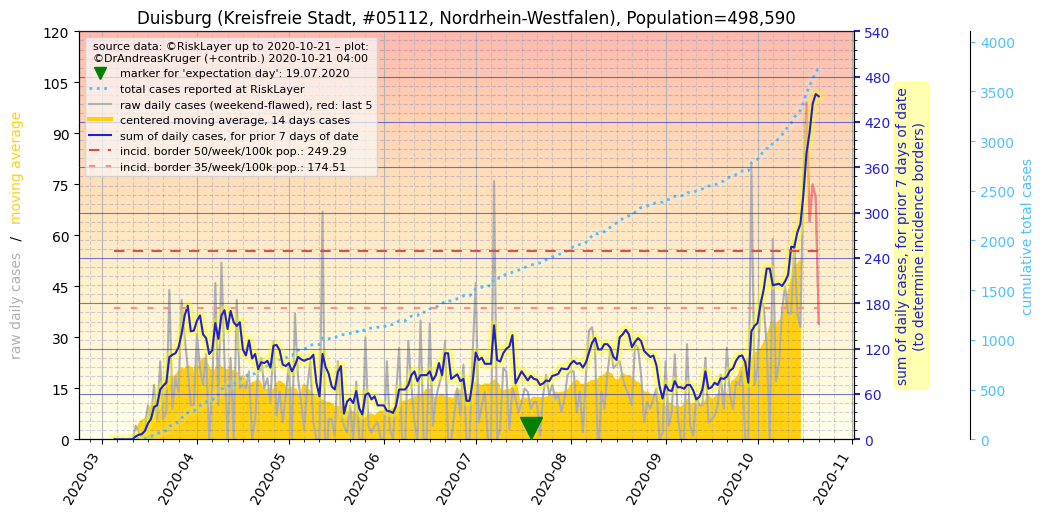 Duisburg (Kreisfreie Stadt, #05112, Nordrhein-Westfalen), Population=498,590
source data: ©RiskLayer up to 2020-10-21 – plot:
©DrAndreasKruger (+contrib.) 2020-10-21 04:00
marker for 'expectation day': 19.07.2020
total cases reported at RiskLayer
raw daily cases (weekend-flawed), red: last 5
centered moving average, 14 days cases
sum of daily cases, for prior 7 days of date
incid. border 50/week/100k pop.: 249.29
incid. border 35/week/100k pop.: 174.51
raw daily cases / moving average
120
105
90
75
60
45
30
15
0
2020-03
2020-04
2020-05
2020-06
2020-07
2020-08
2020-09
2020-10
2020-11
540
480
420
360
300
240
180
120
60
0
sum of daily cases, for prior 7 days of date
(to determine incidence borders)
4000
3500
3000
2500
2000
1500
1000
500
0
cumulative total cases